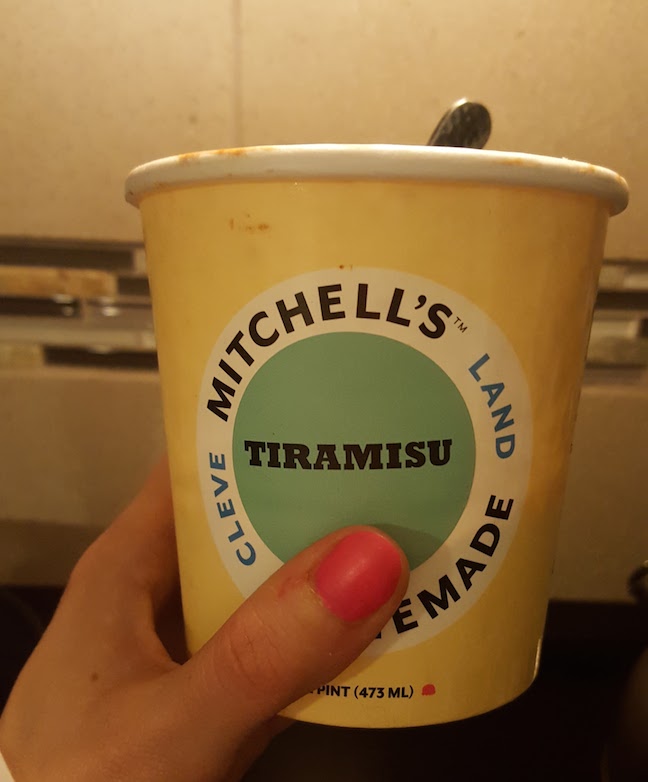 MITCHELL'S™
CLEVE LAND
TIRAMISU
EMADE
PINT (473 ML)